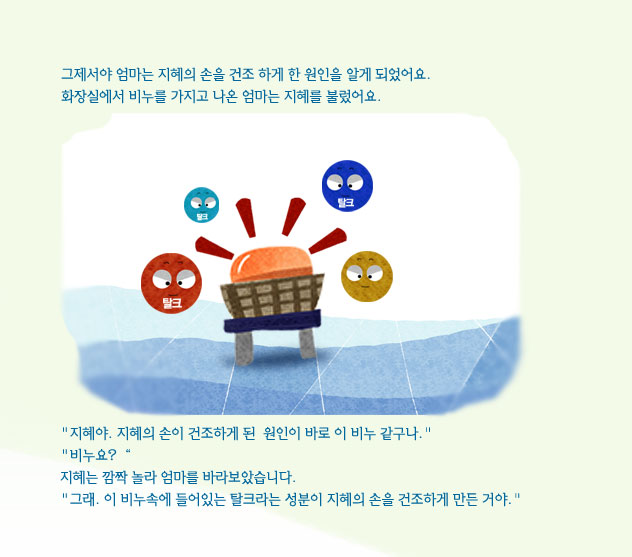 그제서야 엄마는 지혜의 손을 건조 하게 한 원인을 알게 되었어요.
화장실에서 비누를 가지고 나온 엄마는 지혜를 불렀어요.
탈크
탈크
탈크
"지혜야. 지혜의 손이 건조하게 된  원인이 바로 이 비누 같구나."
"비누요? “
지혜는 깜짝 놀라 엄마를 바라보았습니다.
"그래. 이 비누속에 들어있는 탈크라는 성분이 지혜의 손을 건조하게 만든 거야."